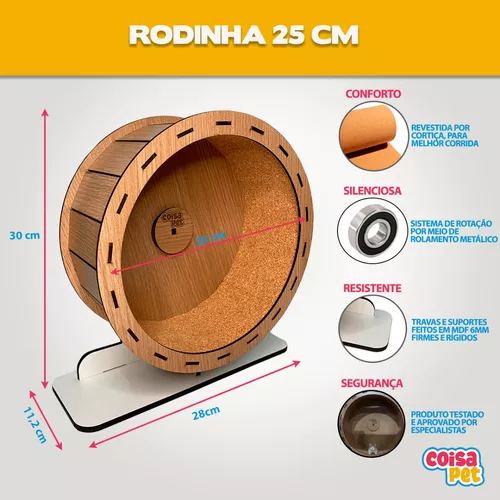 RODINHA 25 CM
CONFORTO
REVESTIDA POR
CORTIÇA, PARA
MELHOR CORRIDA
SILENCIOSA
SISTEMA DE ROTAÇÃO
POR MEIO DE
ROLAMENTO METÁLICO
RESISTENTE
TRAVAS E SUPORTES
FEITOS EM MDF 6MM
FIRMES E RÍGIDOS
SEGURANÇA
PRODUTO TESTADO
E APROVADO POR
ESPECIALISTAS
30 cm
coisa
pet
25 cm
11,2 cm
28cm
coisa
pet